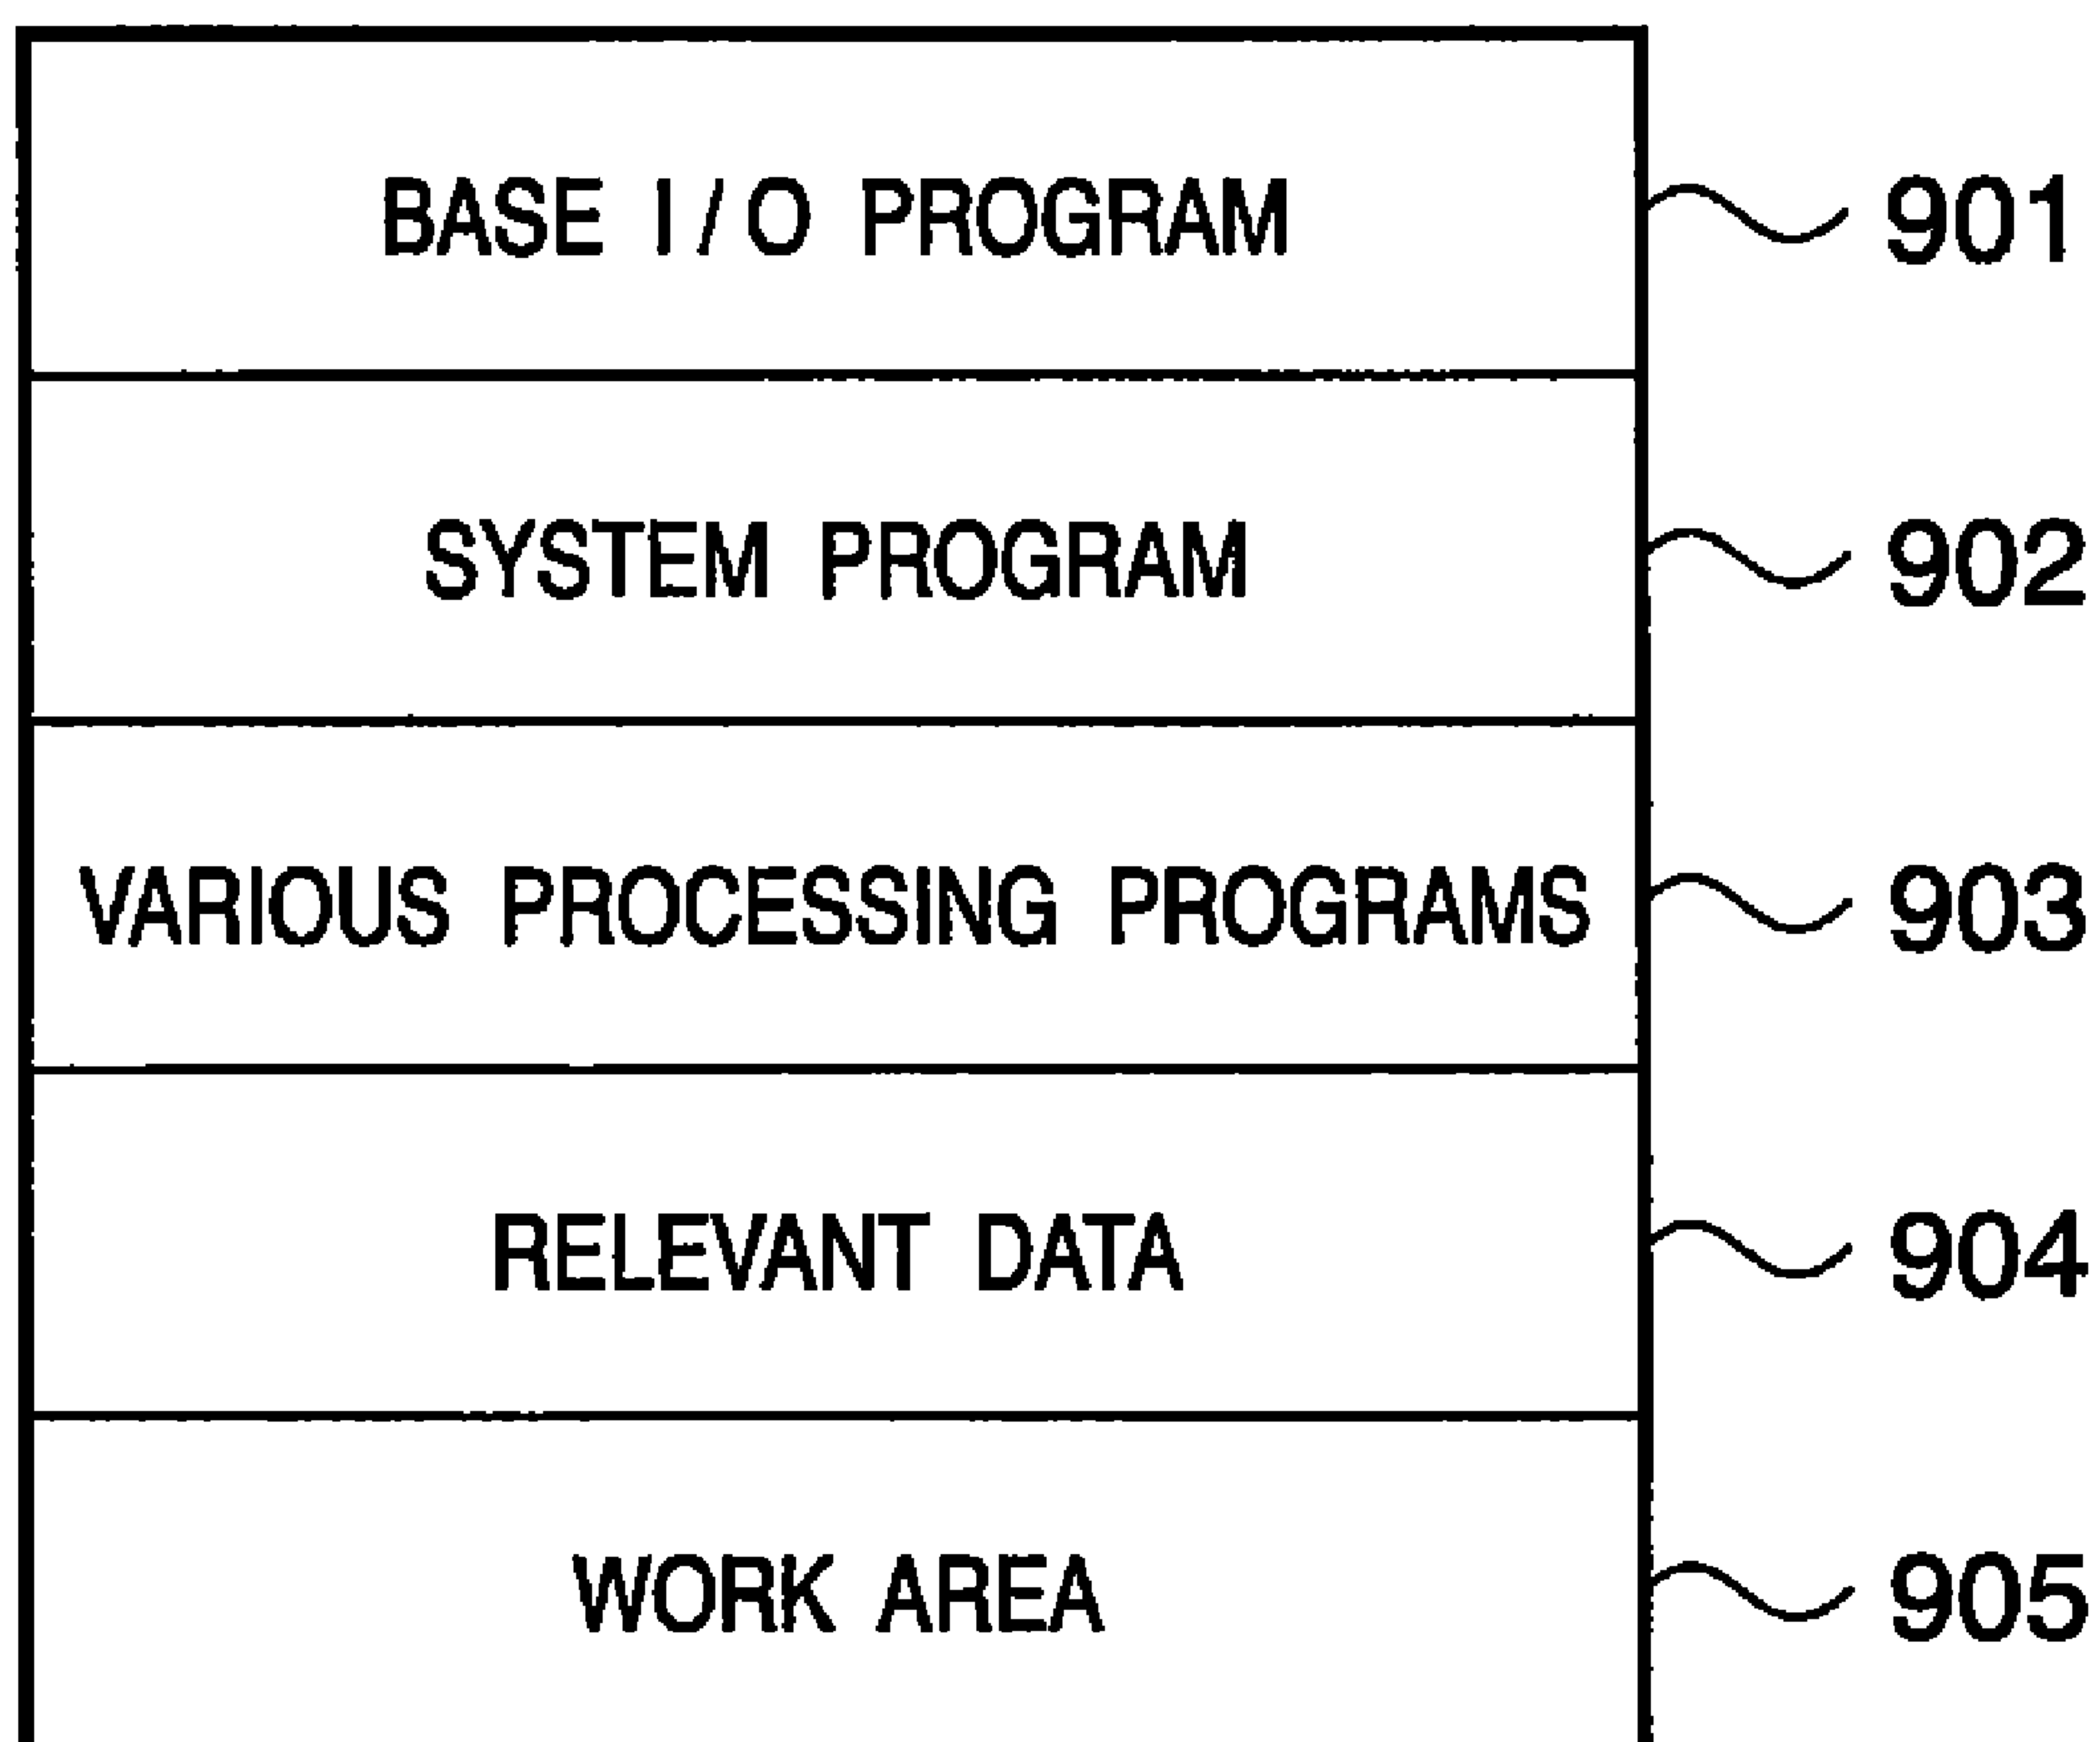 BASE I/O PROGRAM 901
SYSTEM PROGRAM 902
VARIOUS PROCESSING PROGRAMS 903
RELEVANT DATA 904
WORK AREA 905